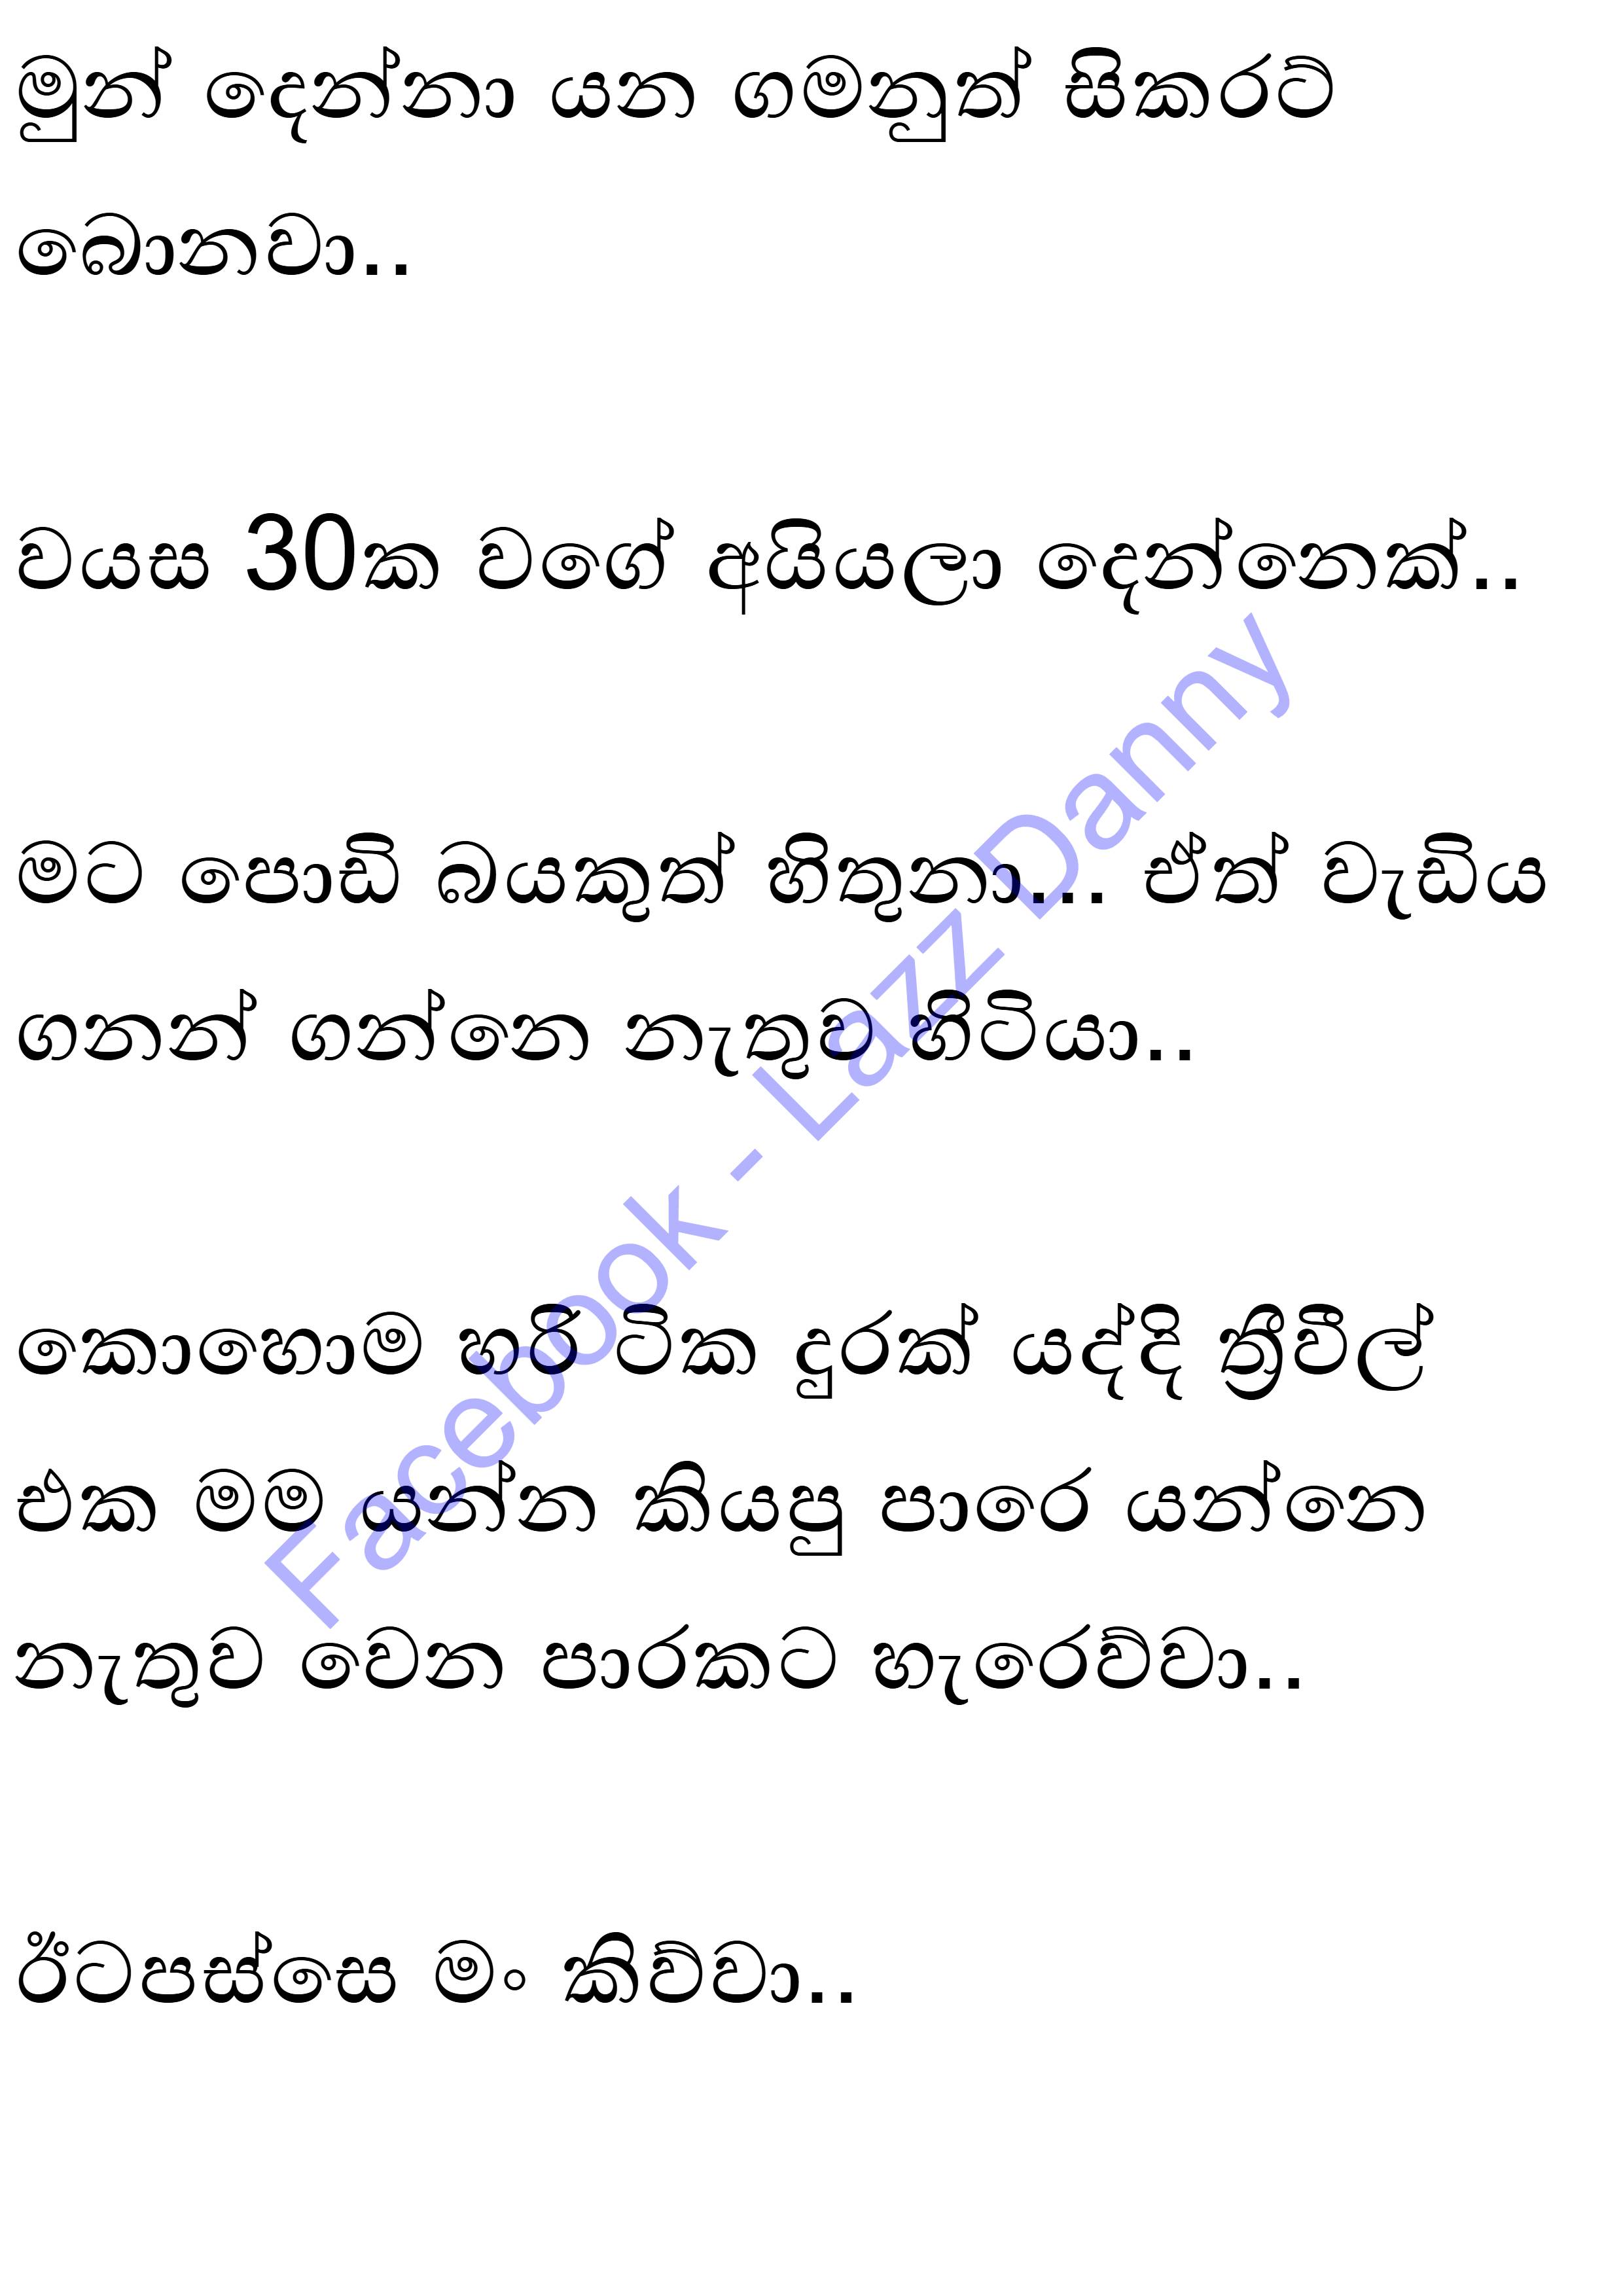 මුන් දෙන්නා යන ගමනුත් සිකරට්
බොනවා..
වයස 30ක වගේ අයියලා දෙන්නෙක්..
මට පොඩි බයකුත් හිතුනා... ඒත් වැඩිය
ගනන් ගන්නෙ නැතුව හිටියා..
කොහොම හරි ටික දුරක් යද්දි ත්‍රීවීල්
එක මම යන්න කියපු පාරෙ යන්නෙ
නැතුව වෙන පාරකට හැරෙව්වා..
ඊටපස්සෙ මං කිව්වා..
Facebook - Lazz Danny